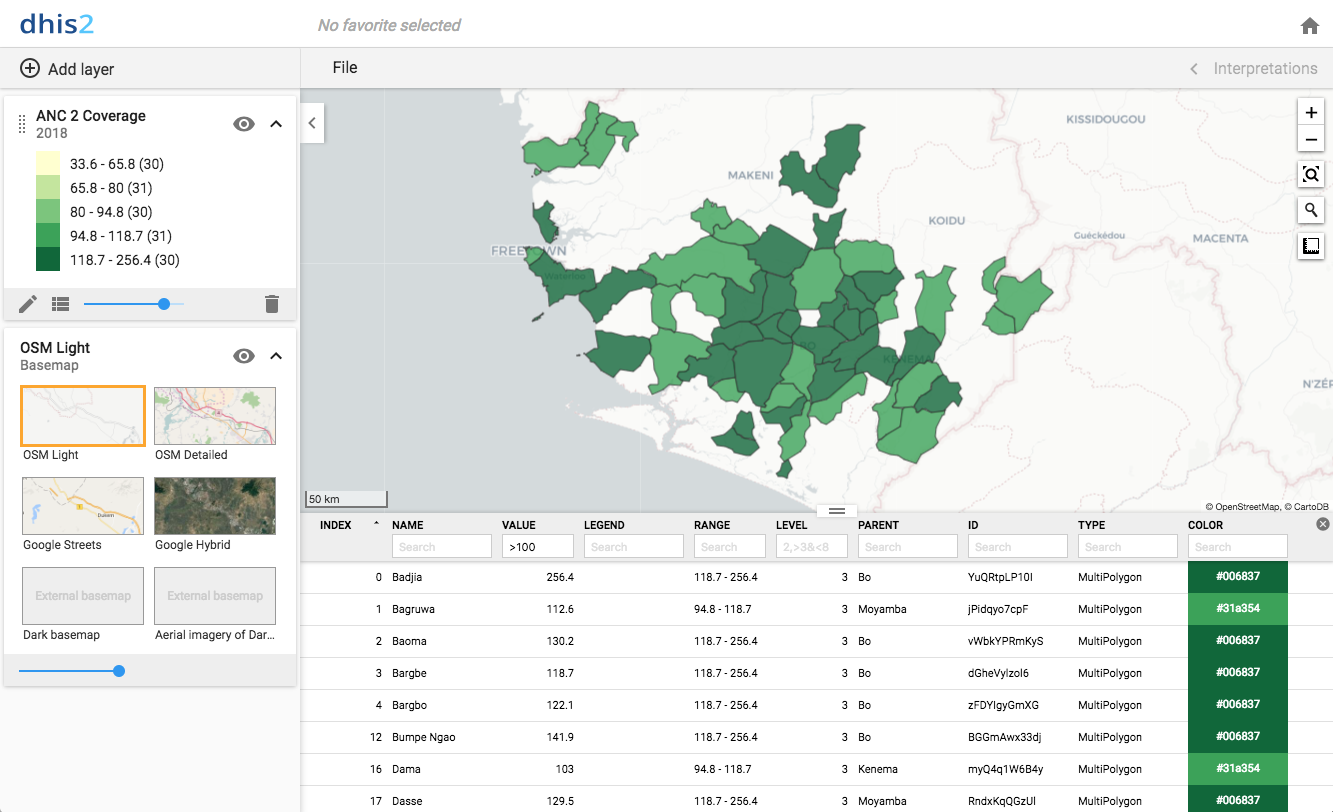 dhis2
No favorite selected
Add layer
File
Interpretations
ANC 2 Coverage
2018
33.6 - 65.8 (30)
65.8 - 80 (31)
80 - 94.8 (30)
94.8 - 118.7 (31)
118.7 - 256.4 (30)
OSM Light
Basemap
OSM Light
OSM Detailed
Google Streets
Google Hybrid
External basemap
External basemap
Dark basemap
Aerial imagery of Dar...
KISSIDOUGOU
MAKENI
KOIDU
Guéckédou
MACENTA
FREETOWN
Waterloo
BO
KENEMA
N'ZÉR
50 km
© OpenStreetMap, © CartoDB
INDEX NAME VALUE LEGEND RANGE LEVEL PARENT ID TYPE COLOR
Search >100 Search Search 2,>3&<8 Search Search Search Search
0 Badjia 256.4 118.7 - 256.4 3 Bo YuQRtpLP10I MultiPolygon #006837
1 Bagruwa 112.6 94.8 - 118.7 3 Moyamba jPidqyo7cpF MultiPolygon #31a354
2 Baoma 130.2 118.7 - 256.4 3 Bo vWbkYPRmKyS MultiPolygon #006837
3 Bargbe 118.7 118.7 - 256.4 3 Bo dGheVylzol6 MultiPolygon #006837
4 Bargbo 122.1 118.7 - 256.4 3 Bo zFDYIgyGmXG MultiPolygon #006837
12 Bumpe Ngao 141.9 118.7 - 256.4 3 Bo BGGmAwx33dj MultiPolygon #006837
16 Dama 103 94.8 - 118.7 3 Kenema myQ4q1W6B4y MultiPolygon #31a354
17 Dasse 129.5 118.7 - 256.4 3 Moyamba RndxKqQGzUl MultiPolygon #006837